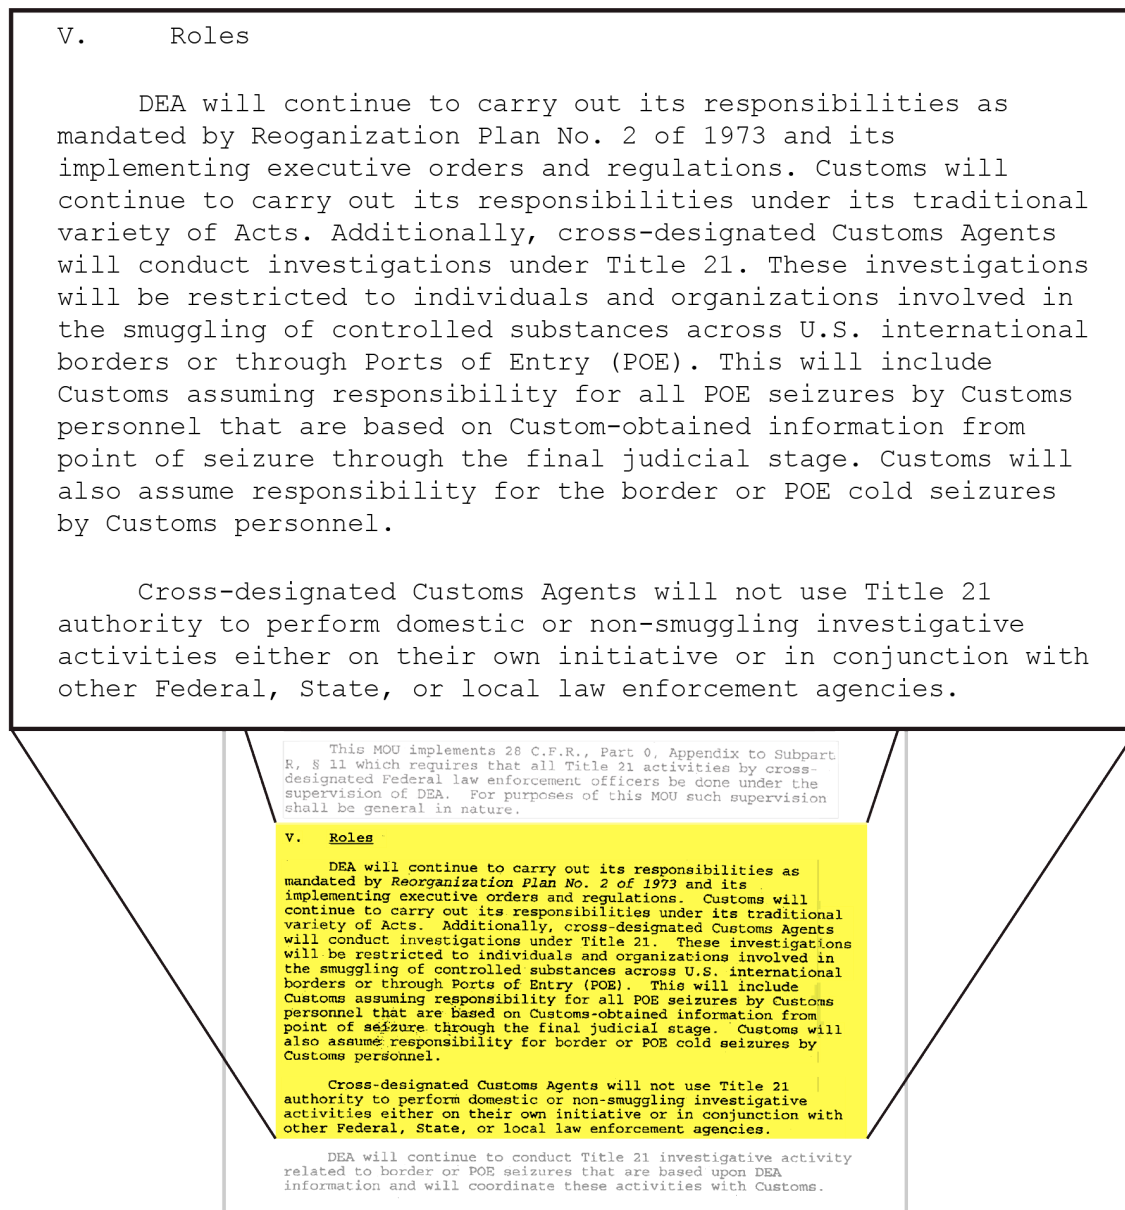 V. Roles
DEA will continue to carry out its responsibilities as
mandated by Reoganization Plan No. 2 of 1973 and its
implementing executive orders and regulations. Customs will
continue to carry out its responsibilities under its traditional
variety of Acts. Additionally, cross-designated Customs Agents
will conduct investigations under Title 21. These investigations
will be restricted to individuals and organizations involved in
the smuggling of controlled substances across U.S. international
borders or through Ports of Entry (POE). This will include
Customs assuming responsibility for all POE seizures by Customs
personnel that are based on Custom-obtained information from
point of seizure through the final judicial stage. Customs will
also assume responsibility for the border or POE cold seizures
by Customs personnel.
Cross-designated Customs Agents will not use Title 21
authority to perform domestic or non-smuggling investigative
activities either on their own initiative or in conjunction with
other Federal, State, or local law enforcement agencies.
This MOU implements 28 C.F.R., Part 0, Appendix to Subpart
R, § 11 which requires that all Title 21 activities by cross-
designated Federal law enforcement officers be done under the
supervision of DEA. For purposes of this MOU such supervision
shall be general in nature.
V. Roles
DEA will continue to carry out its responsibilities as
mandated by Reorganization Plan No. 2 of 1973 and its
implementing executive orders and regulations. Customs will
continue to carry out its responsibilities under its traditional
variety of Acts. Additionally, cross-designated Customs Agents
will conduct investigations under Title 21. These investigations
will be restricted to individuals and organizations involved in
the smuggling of controlled substances across U.S. international
borders or through Ports of Entry (POE). This will include
Customs assuming responsibility for all POE seizures by Customs
personnel that are based on Customs-obtained information from
point of seizure through the final judicial stage. Customs will
also assume responsibility for border or POE cold seizures by
Customs personnel.
Cross-designated Customs Agents will not use Title 21
authority to perform domestic or non-smuggling investigative
activities either on their own initiative or in conjunction with
other Federal, State, or local law enforcement agencies.
DEA will continue to conduct Title 21 investigative activity
related to border or POE seizures that are based upon DEA
information and will coordinate these activities with Customs.